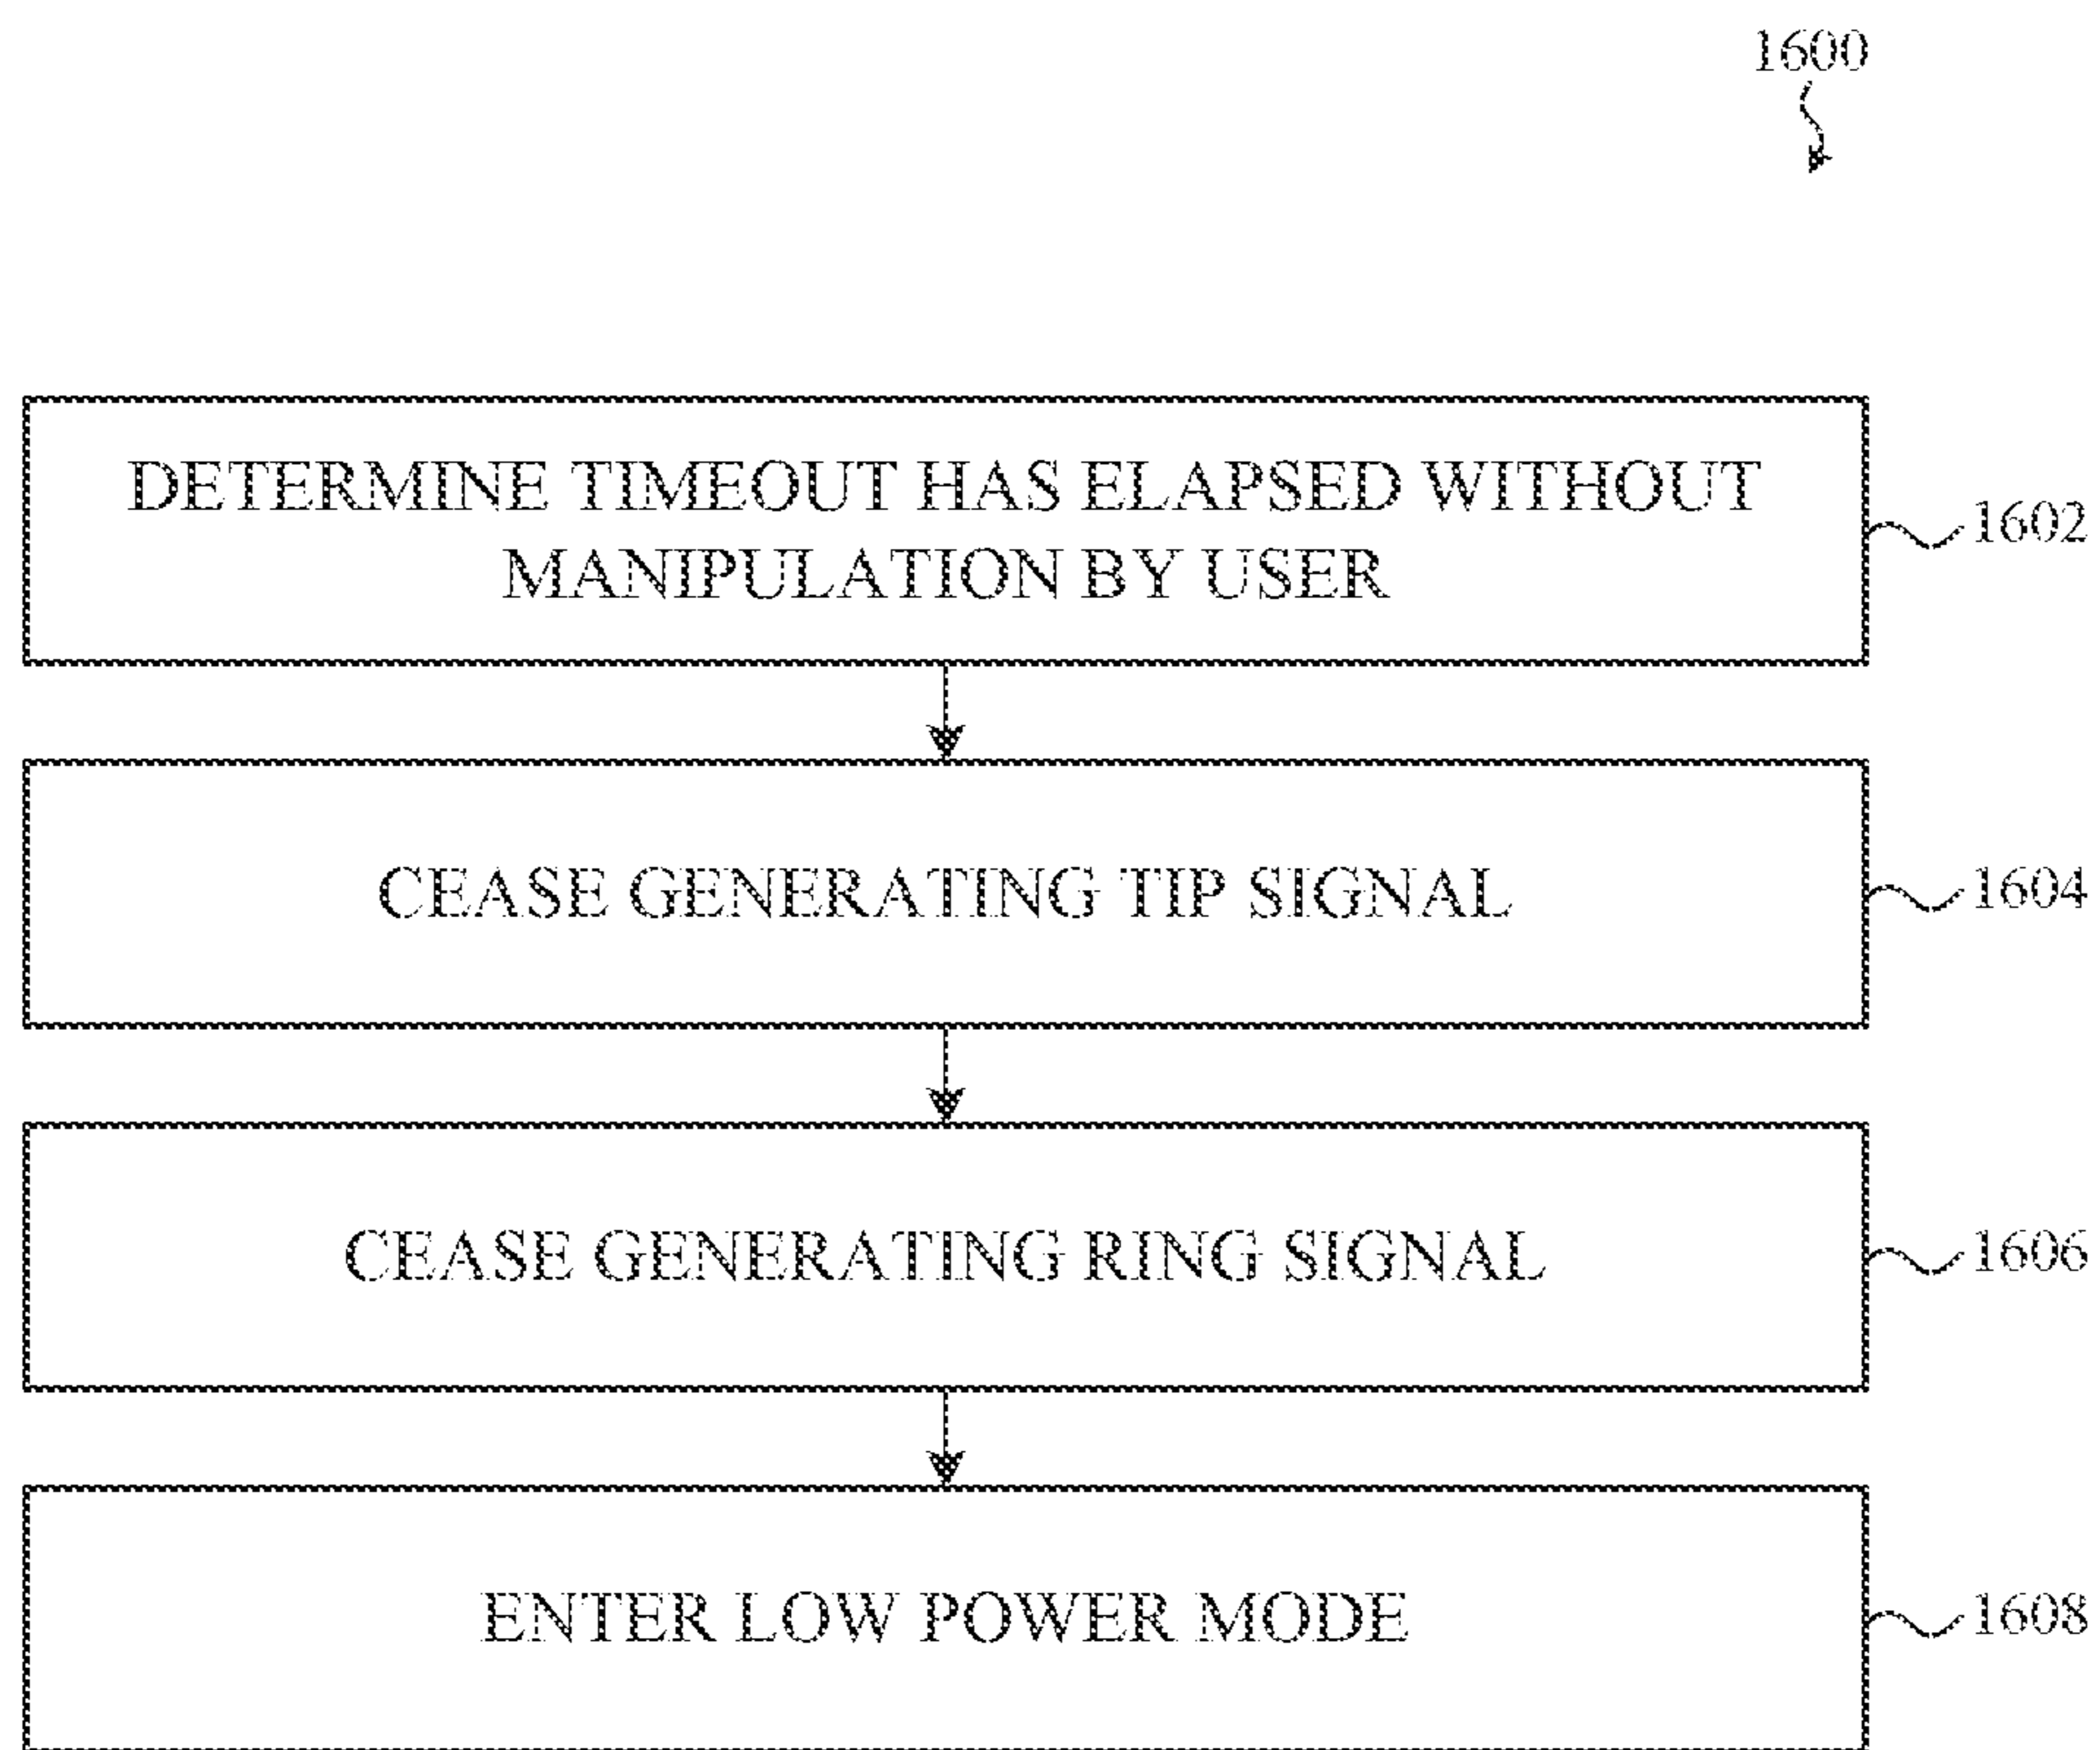 1600
DETERMINE TIMEOUT HAS ELAPSED WITHOUT
MANIPULATION BY USER
1602
CEASE GENERATING TIP SIGNAL
1604
CEASE GENERATING RING SIGNAL
1606
ENTER LOW POWER MODE
1608